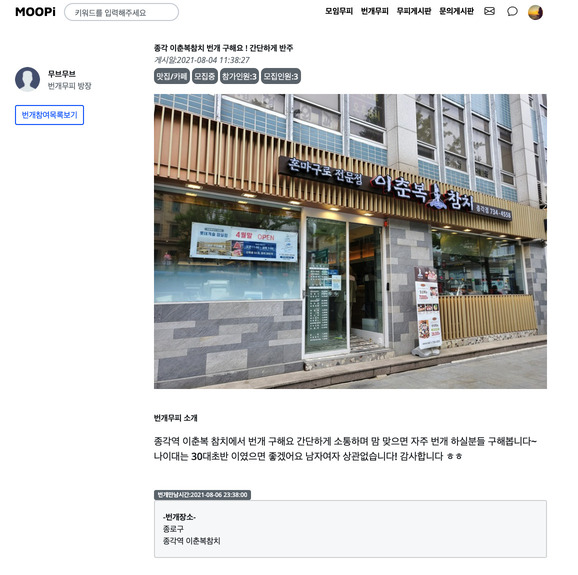 MOOPi
키워드를 입력해주세요
모임무피 번개무피 무피게시판 문의게시판
무브무브
번개무피 방장
번개참여목록보기
종각 이춘복참치 번개 구해요 ! 간단하게 반주
게시일:2021-08-04 11:38:27
맛집/카페 모집중 참가인원:3 모집인원:3
혼마구로 전문점 이춘복 참치 종각점 734-4558
4월말 OPEN
번개무피 소개
종각역 이춘복 참치에서 번개 구해요 간단하게 소통하며 맘 맞으면 자주 번개 하실분들 구해봅니다~
나이대는 30대초반 이였으면 좋겠어요 남자여자 상관없습니다! 감사합니다 ㅎㅎ
번개만남시간:2021-08-06 23:38:00
-번개장소-
종로구
종각역 이춘복참치